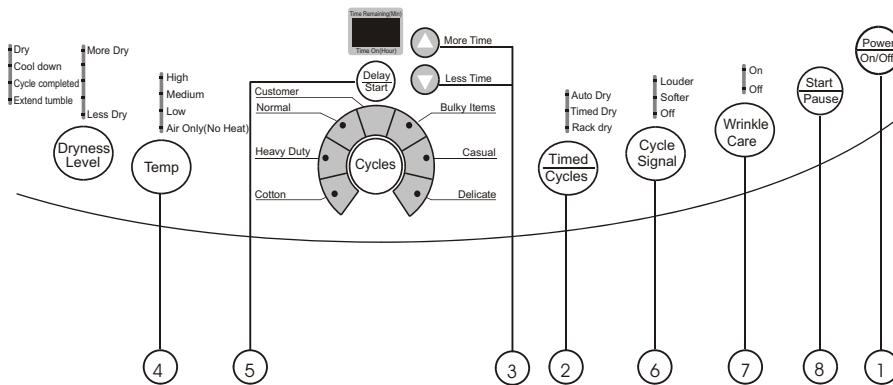 Time Remaining(Min)
Time On(Hour)
More Time
Less Time
Dry
Cool down
Cycle completed
Extend tumble
More Dry
Less Dry
Dryness
Level
High
Medium
Low
Air Only(No Heat)
Temp
Delay
Start
Customer
Normal
Heavy Duty
Cotton
Cycles
Bulky Items
Casual
Delicate
Auto Dry
Timed Dry
Rack dry
Timed
Cycles
Louder
Softer
Off
Cycle
Signal
On
Off
Wrinkle
Care
Start
Pause
Power
On/Off
4
5
3
2
6
7
8
1